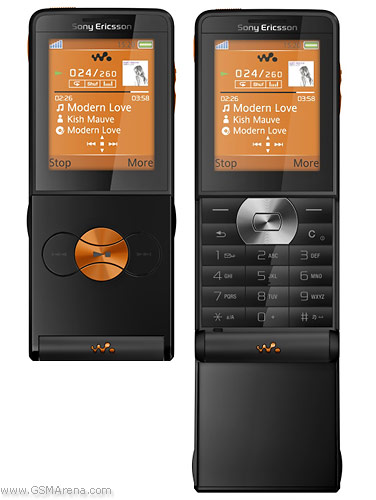 Sony Ericsson
024/260
02:26 03:58
Modern Love
Kish Mauve
Modern Love
Stop More
Sony Ericsson
024/260
02:26 03:58
Modern Love
Kish Mauve
Modern Love
Stop More
C
1 2 ABC 3 DEF
4 GHI 5 JKL 6 MNO
7 PQRS 8 TUV 9 WXYZ
* a/A 0 + #
www.GSMArena.com